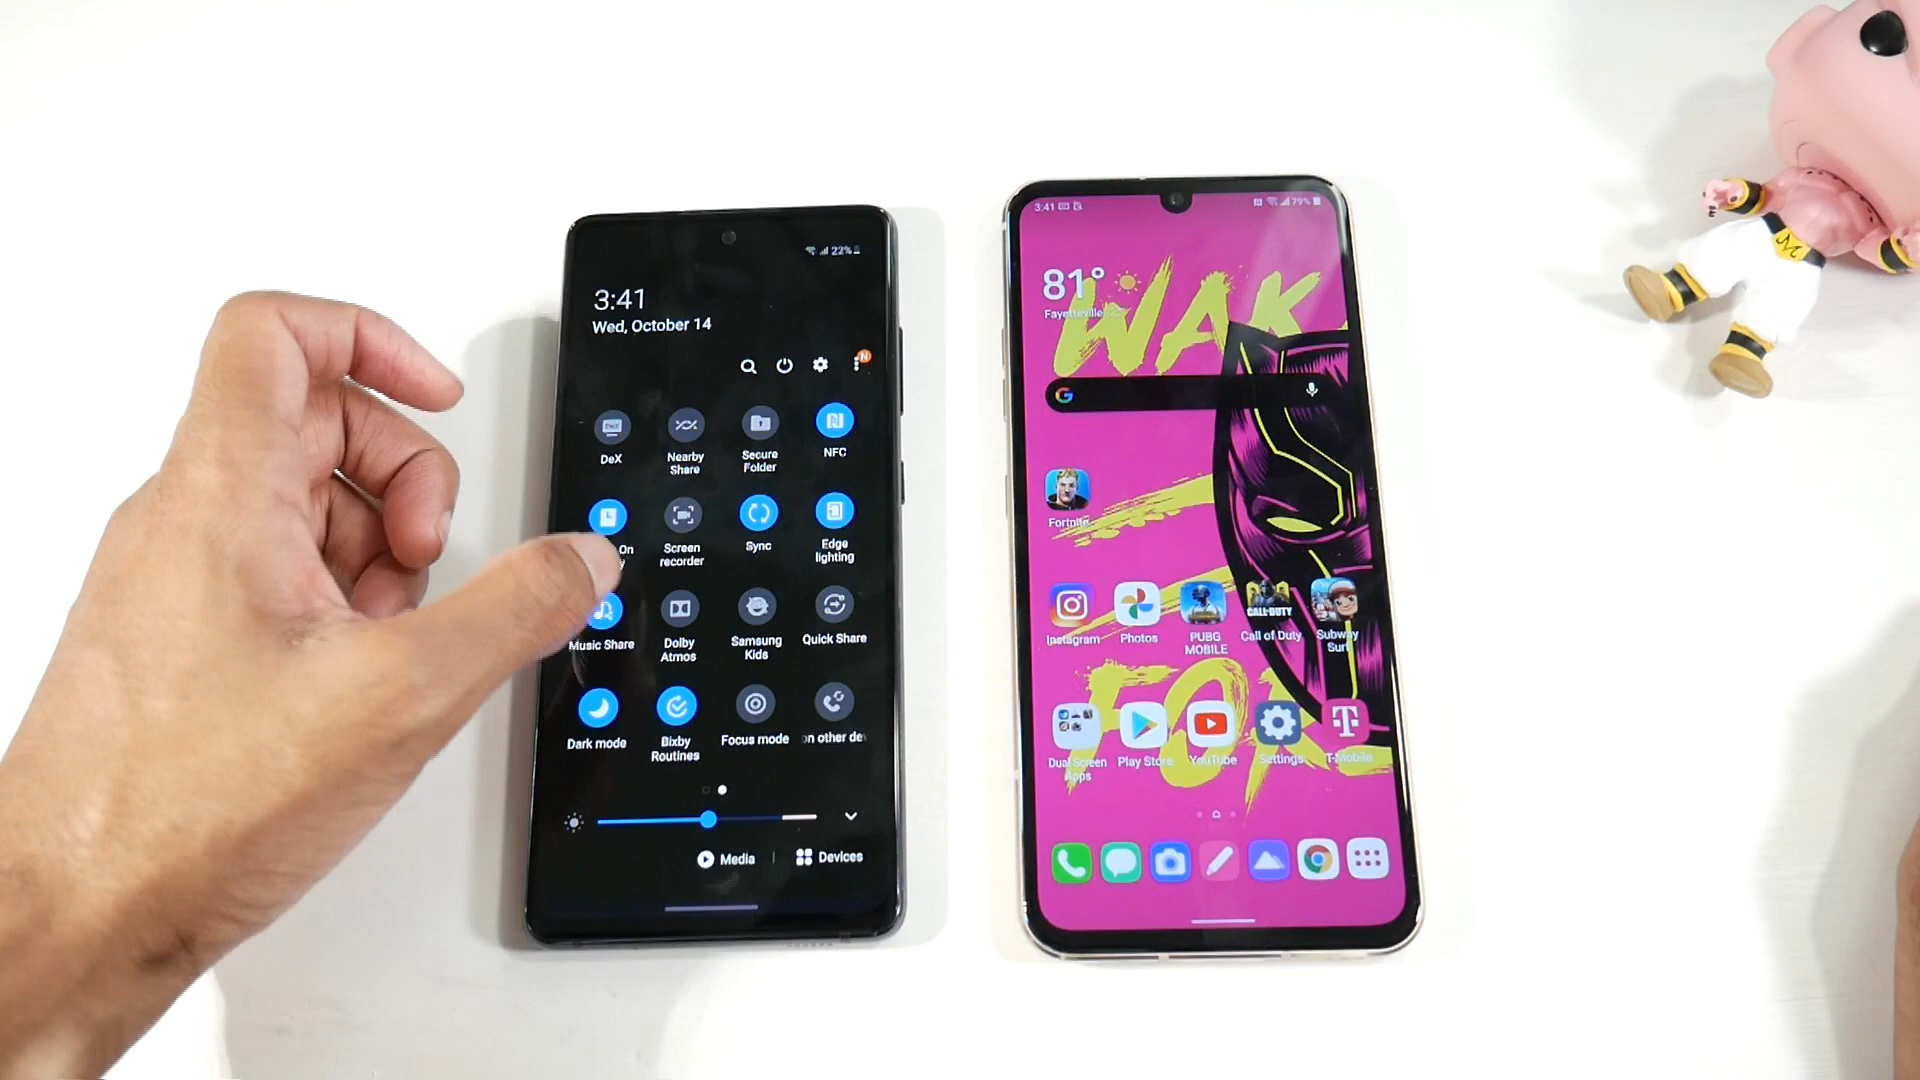 22%
3:41
Wed, October 14
N
DeX
DeX
Nearby
Share
Secure
Folder
NFC
On
y
Screen
recorder
Sync
Edge
lighting
Music Share
Dolby
Atmos
Samsung
Kids
Quick Share
Dark mode
Bixby
Routines
Focus mode
on other dev
Media
Devices
3:41
79%
81°
Fayetteville
WAK
G
Fortnite
Instagram
Photos
PUBG
MOBILE
CALL OF DUTY
Call of Duty
Subway
Surf
FOR
Dual Screen
Apps
Play Store
YouTube
Settings
T
T-Mobile
M